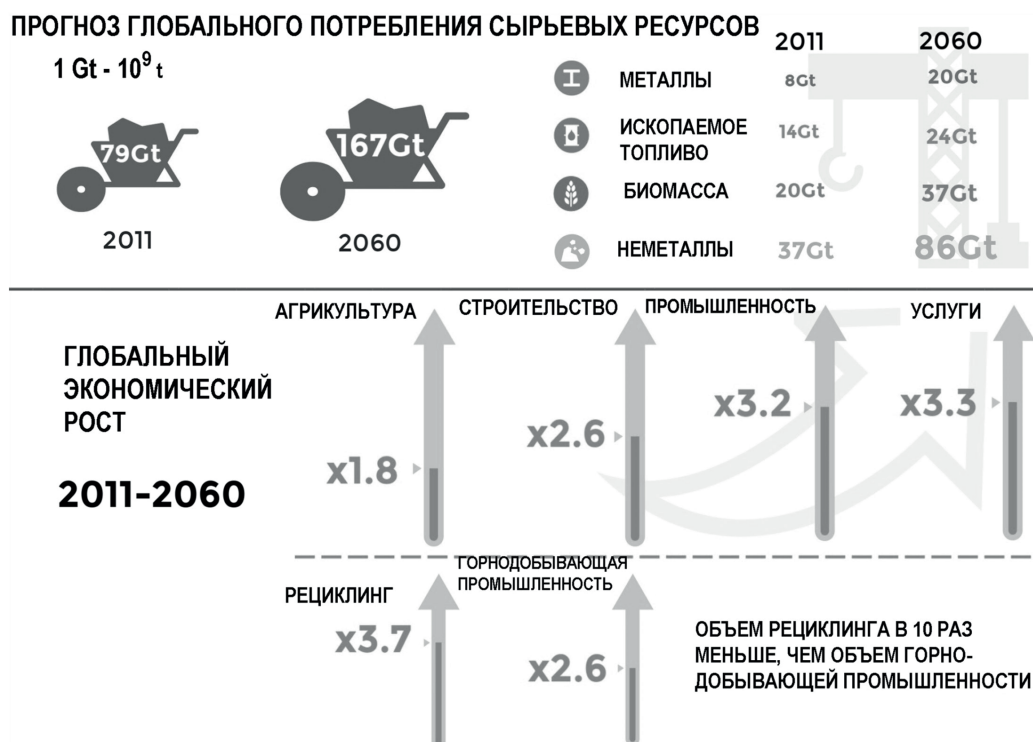 ПРОГНОЗ ГЛОБАЛЬНОГО ПОТРЕБЛЕНИЯ СЫРЬЕВЫХ РЕСУРСОВ
1 Gt - 10⁹ t
79Gt
2011
167Gt
2060
2011 2060
МЕТАЛЛЫ 8Gt 20Gt
ИСКОПАЕМОЕ
ТОПЛИВО 14Gt 24Gt
БИОМАССА 20Gt 37Gt
НЕМЕТАЛЛЫ 37Gt 86Gt
ГЛОБАЛЬНЫЙ
ЭКОНОМИЧЕСКИЙ
РОСТ
2011-2060
АГРИКУЛЬТУРА
x1.8
СТРОИТЕЛЬСТВО
x2.6
ПРОМЫШЛЕННОСТЬ
x3.2
УСЛУГИ
x3.3
РЕЦИКЛИНГ
x3.7
ГОРНОДОБЫВАЮЩАЯ
ПРОМЫШЛЕННОСТЬ
x2.6
ОБЪЕМ РЕЦИКЛИНГА В 10 РАЗ
МЕНЬШЕ, ЧЕМ ОБЪЕМ ГОРНО-
ДОБЫВАЮЩЕЙ ПРОМЫШЛЕННОСТИ